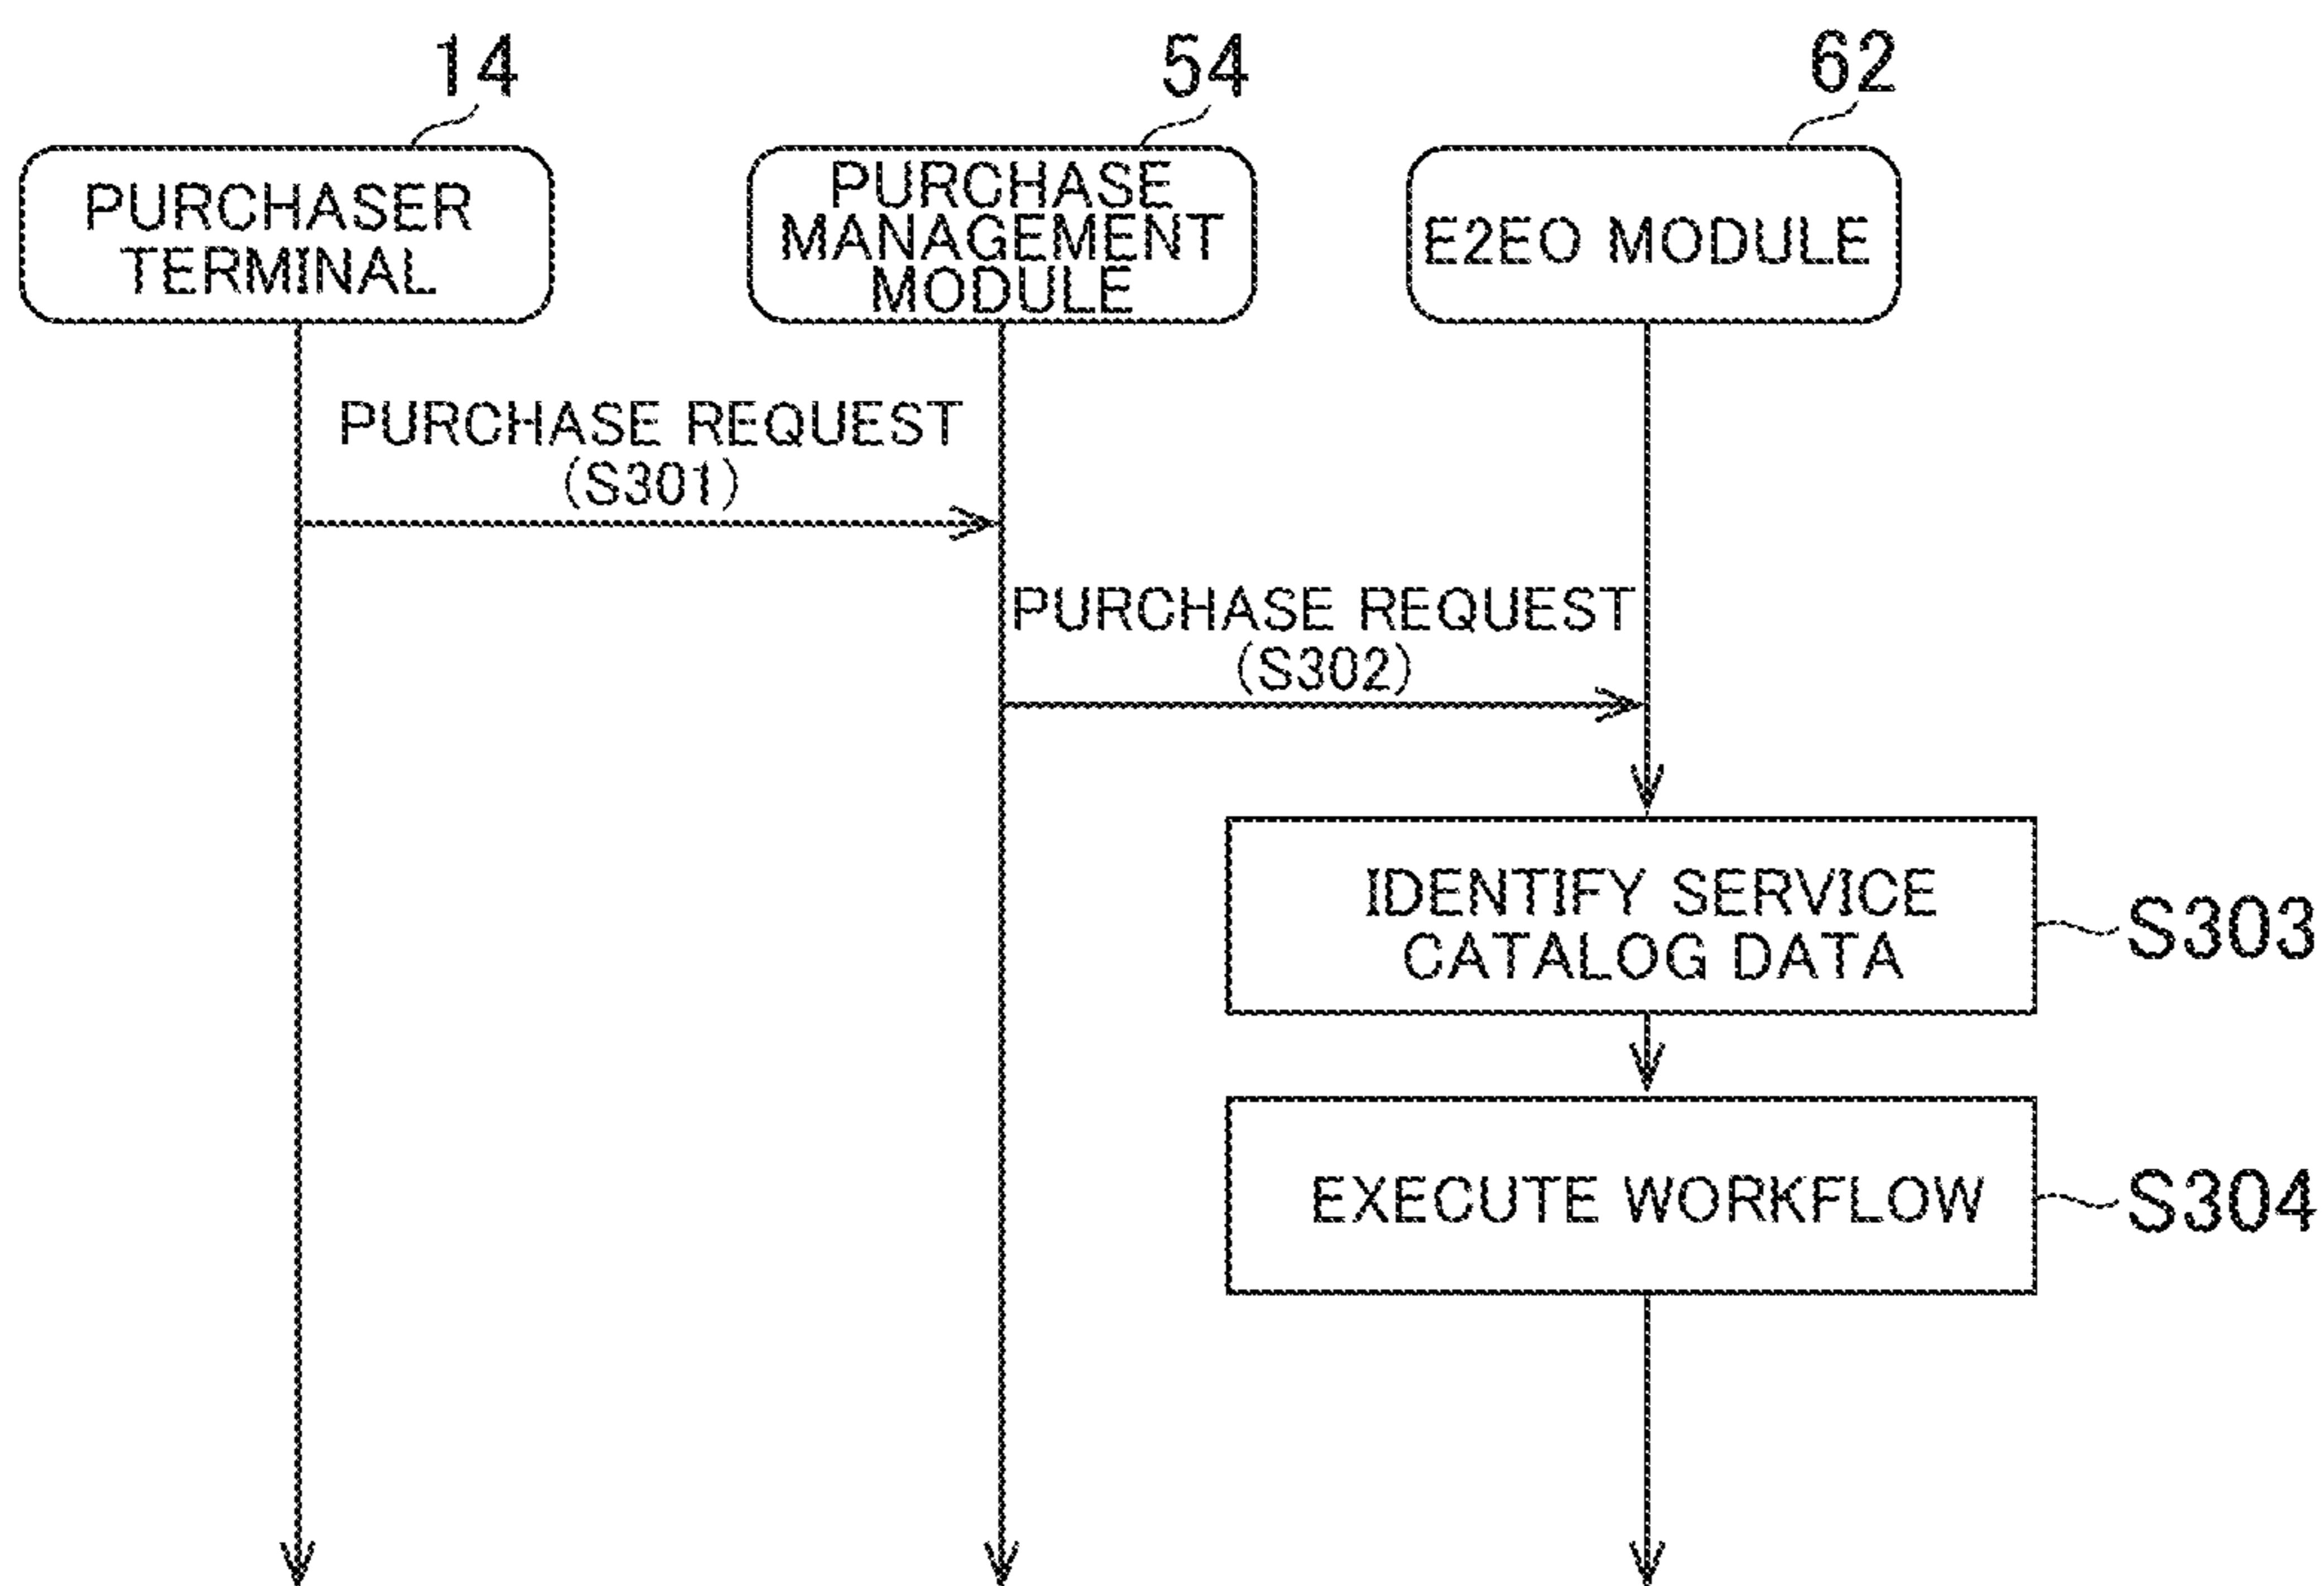 14
54
62
PURCHASER
TERMINAL
PURCHASE
MANAGEMENT
MODULE
E2EO MODULE
PURCHASE REQUEST
(S301)
PURCHASE REQUEST
(S302)
IDENTIFY SERVICE
CATALOG DATA
S303
EXECUTE WORKFLOW
S304